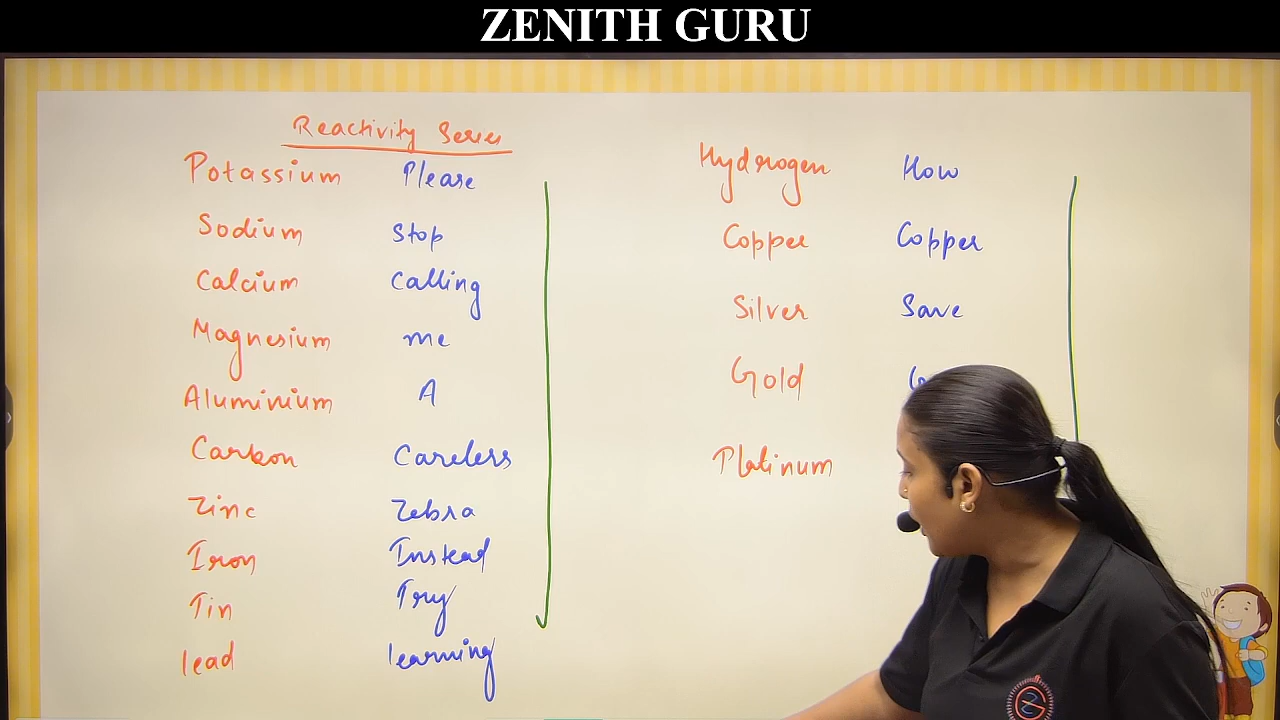 ZENITH GURU
Reactivity Series
Potassium Please
Sodium Stop
Calcium Calling
Magnesium me
Aluminium A
Carbon Careless
Zinc Zebra
Iron Instead
Tin Try
lead learning
Hydrogen How
Copper Copper
Silver Save
Gold
Platinum